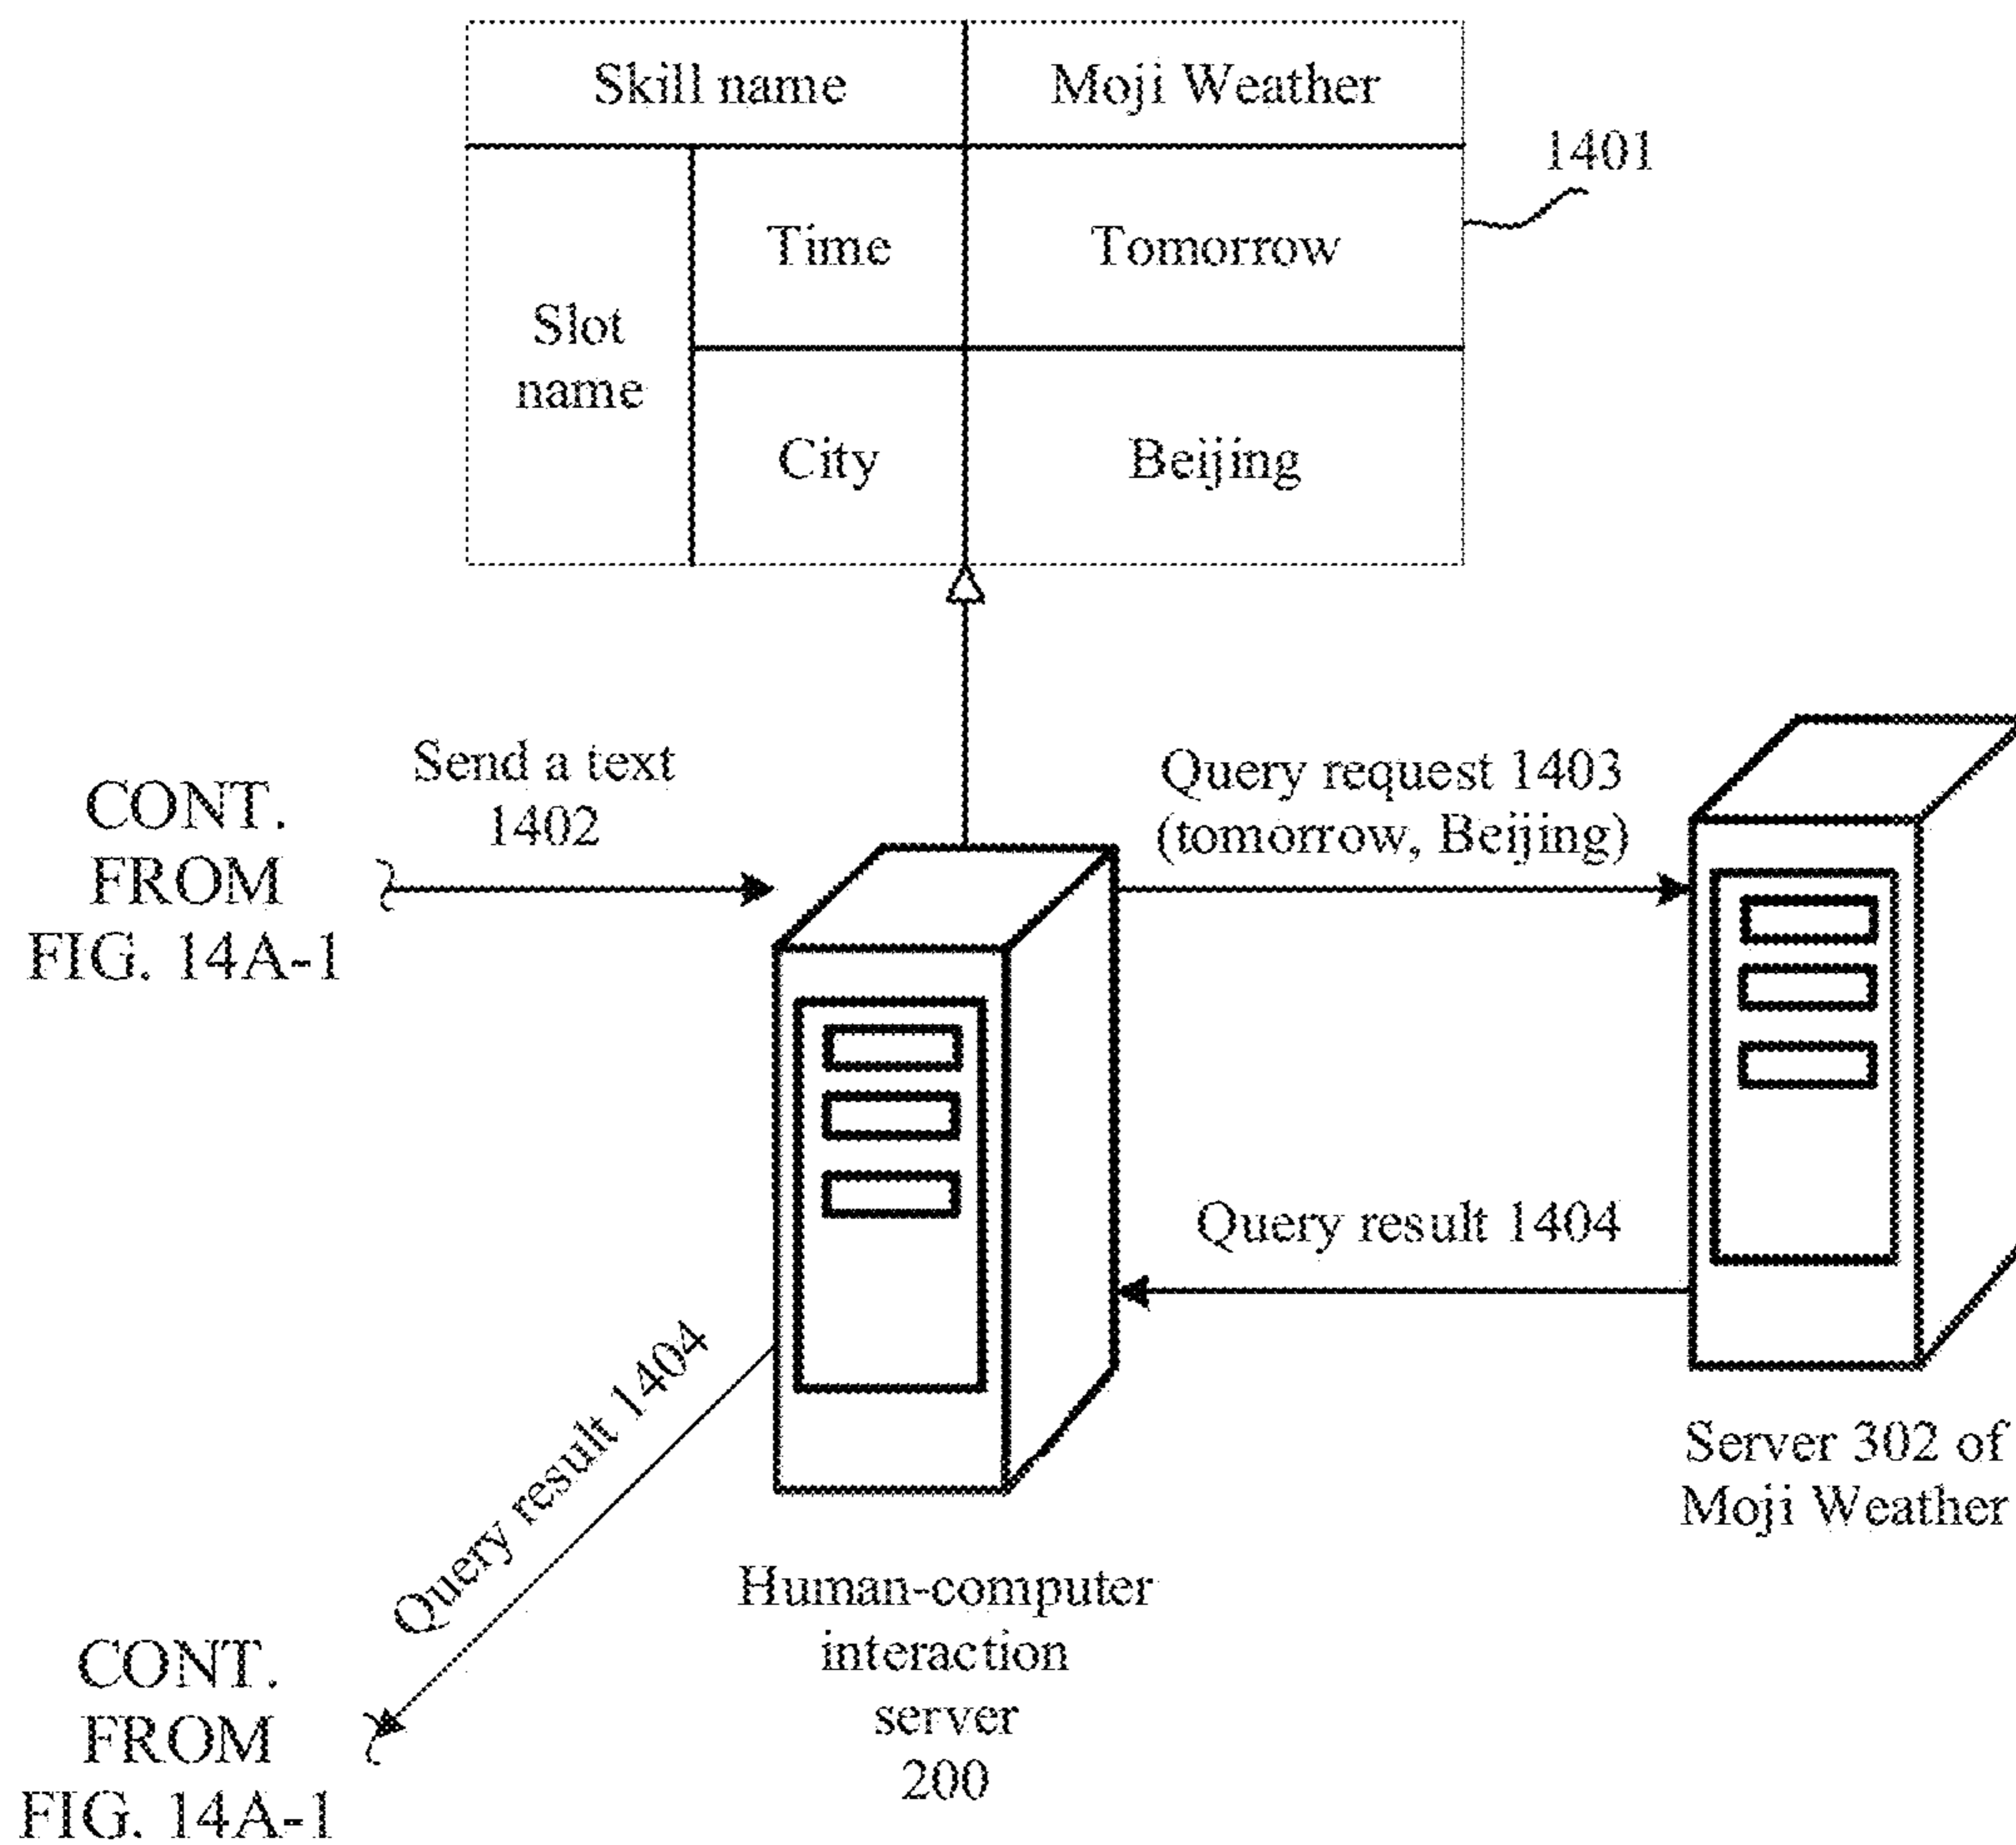 Skill name
Moji Weather
1401
Time
Tomorrow
Slot
name
City
Beijing
Send a text
1402
Query request 1403
(tomorrow, Beijing)
CONT.
FROM
FIG. 14A-1
Query result 1404
Query result 1404
Server 302 of
Moji Weather
Human-computer
interaction
server
200
CONT.
FROM
FIG. 14A-1